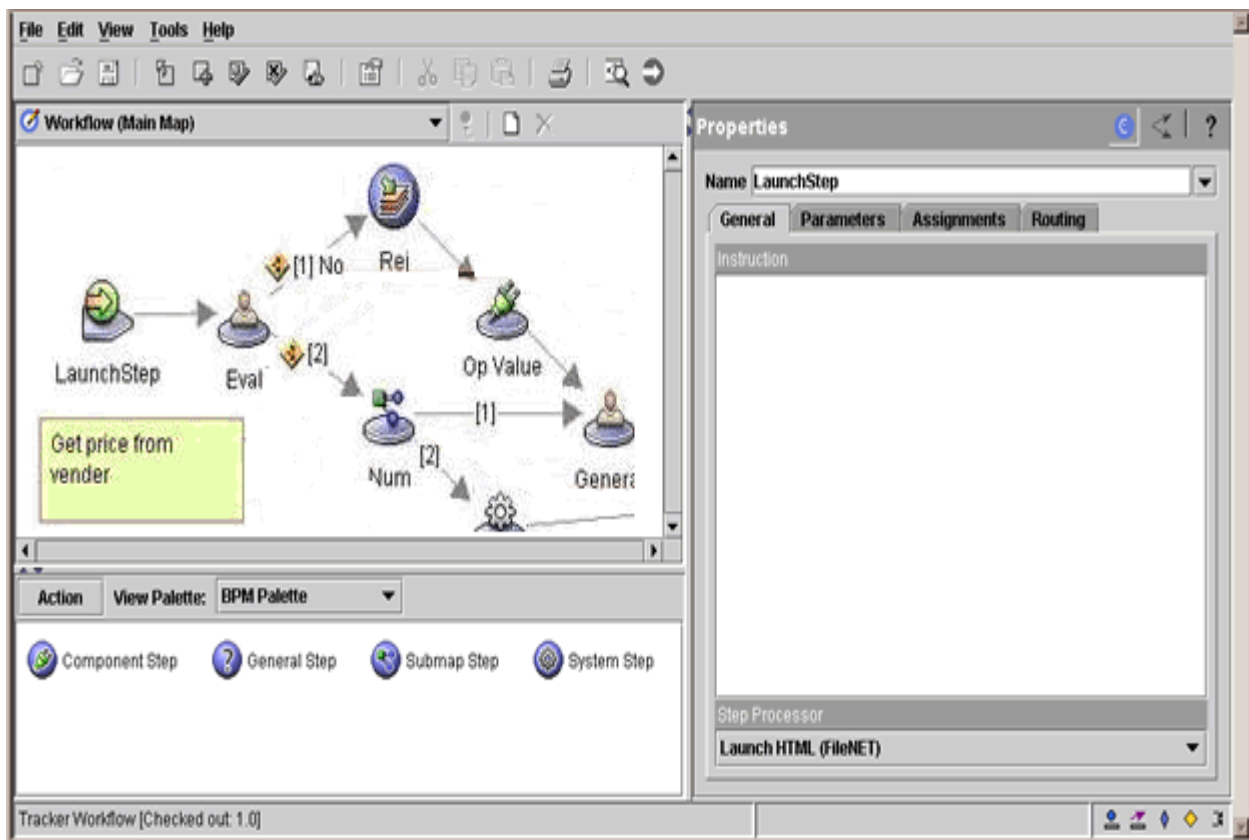 File Edit View Tools Help
Workflow (Main Map)
[1] No
Rei
LaunchStep
Eval
[2]
Op Value
[1]
Num
[2]
Genera
Get price from
vender
Action View Palette: BPM Palette
Component Step General Step Submap Step System Step
Properties ?
Name LaunchStep
General Parameters Assignments Routing
Instruction
Step Processor
Launch HTML (FileNET)
Tracker Workflow [Checked out: 1.0]